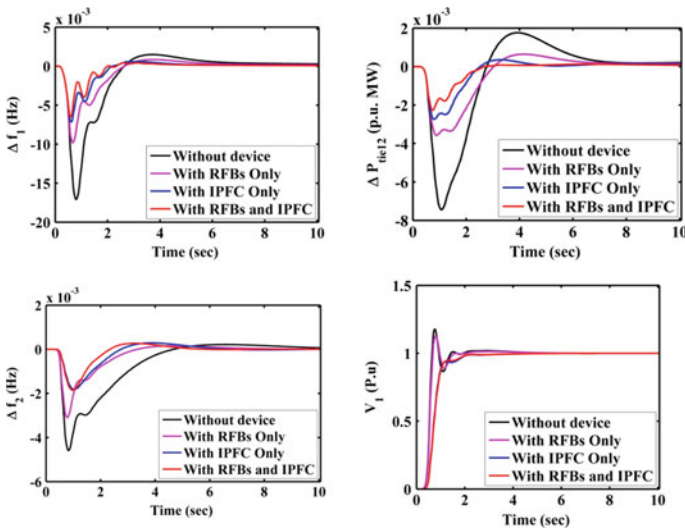 x 10⁻³
5
0
-5
-10
-15
-20
Δ f₁ (Hz)
Without device
With RFBs Only
With IPFC Only
With RFBs and IPFC
0 2 4 6 8 10
Time (sec)
x 10⁻³
2
0
-2
-4
-6
-8
Δ P_tie12 (p.u. MW)
Without device
With RFBs Only
With IPFC Only
With RFBs and IPFC
0 2 4 6 8 10
Time (sec)
x 10⁻³
2
0
-2
-4
-6
Δ f₂ (Hz)
Without device
With RFBs Only
With IPFC Only
With RFBs and IPFC
0 2 4 6 8 10
Time (sec)
1.5
1
0.5
0
V₁ (P.u)
Without device
With RFBs Only
With IPFC Only
With RFBs and IPFC
0 2 4 6 8 10
Time (sec)